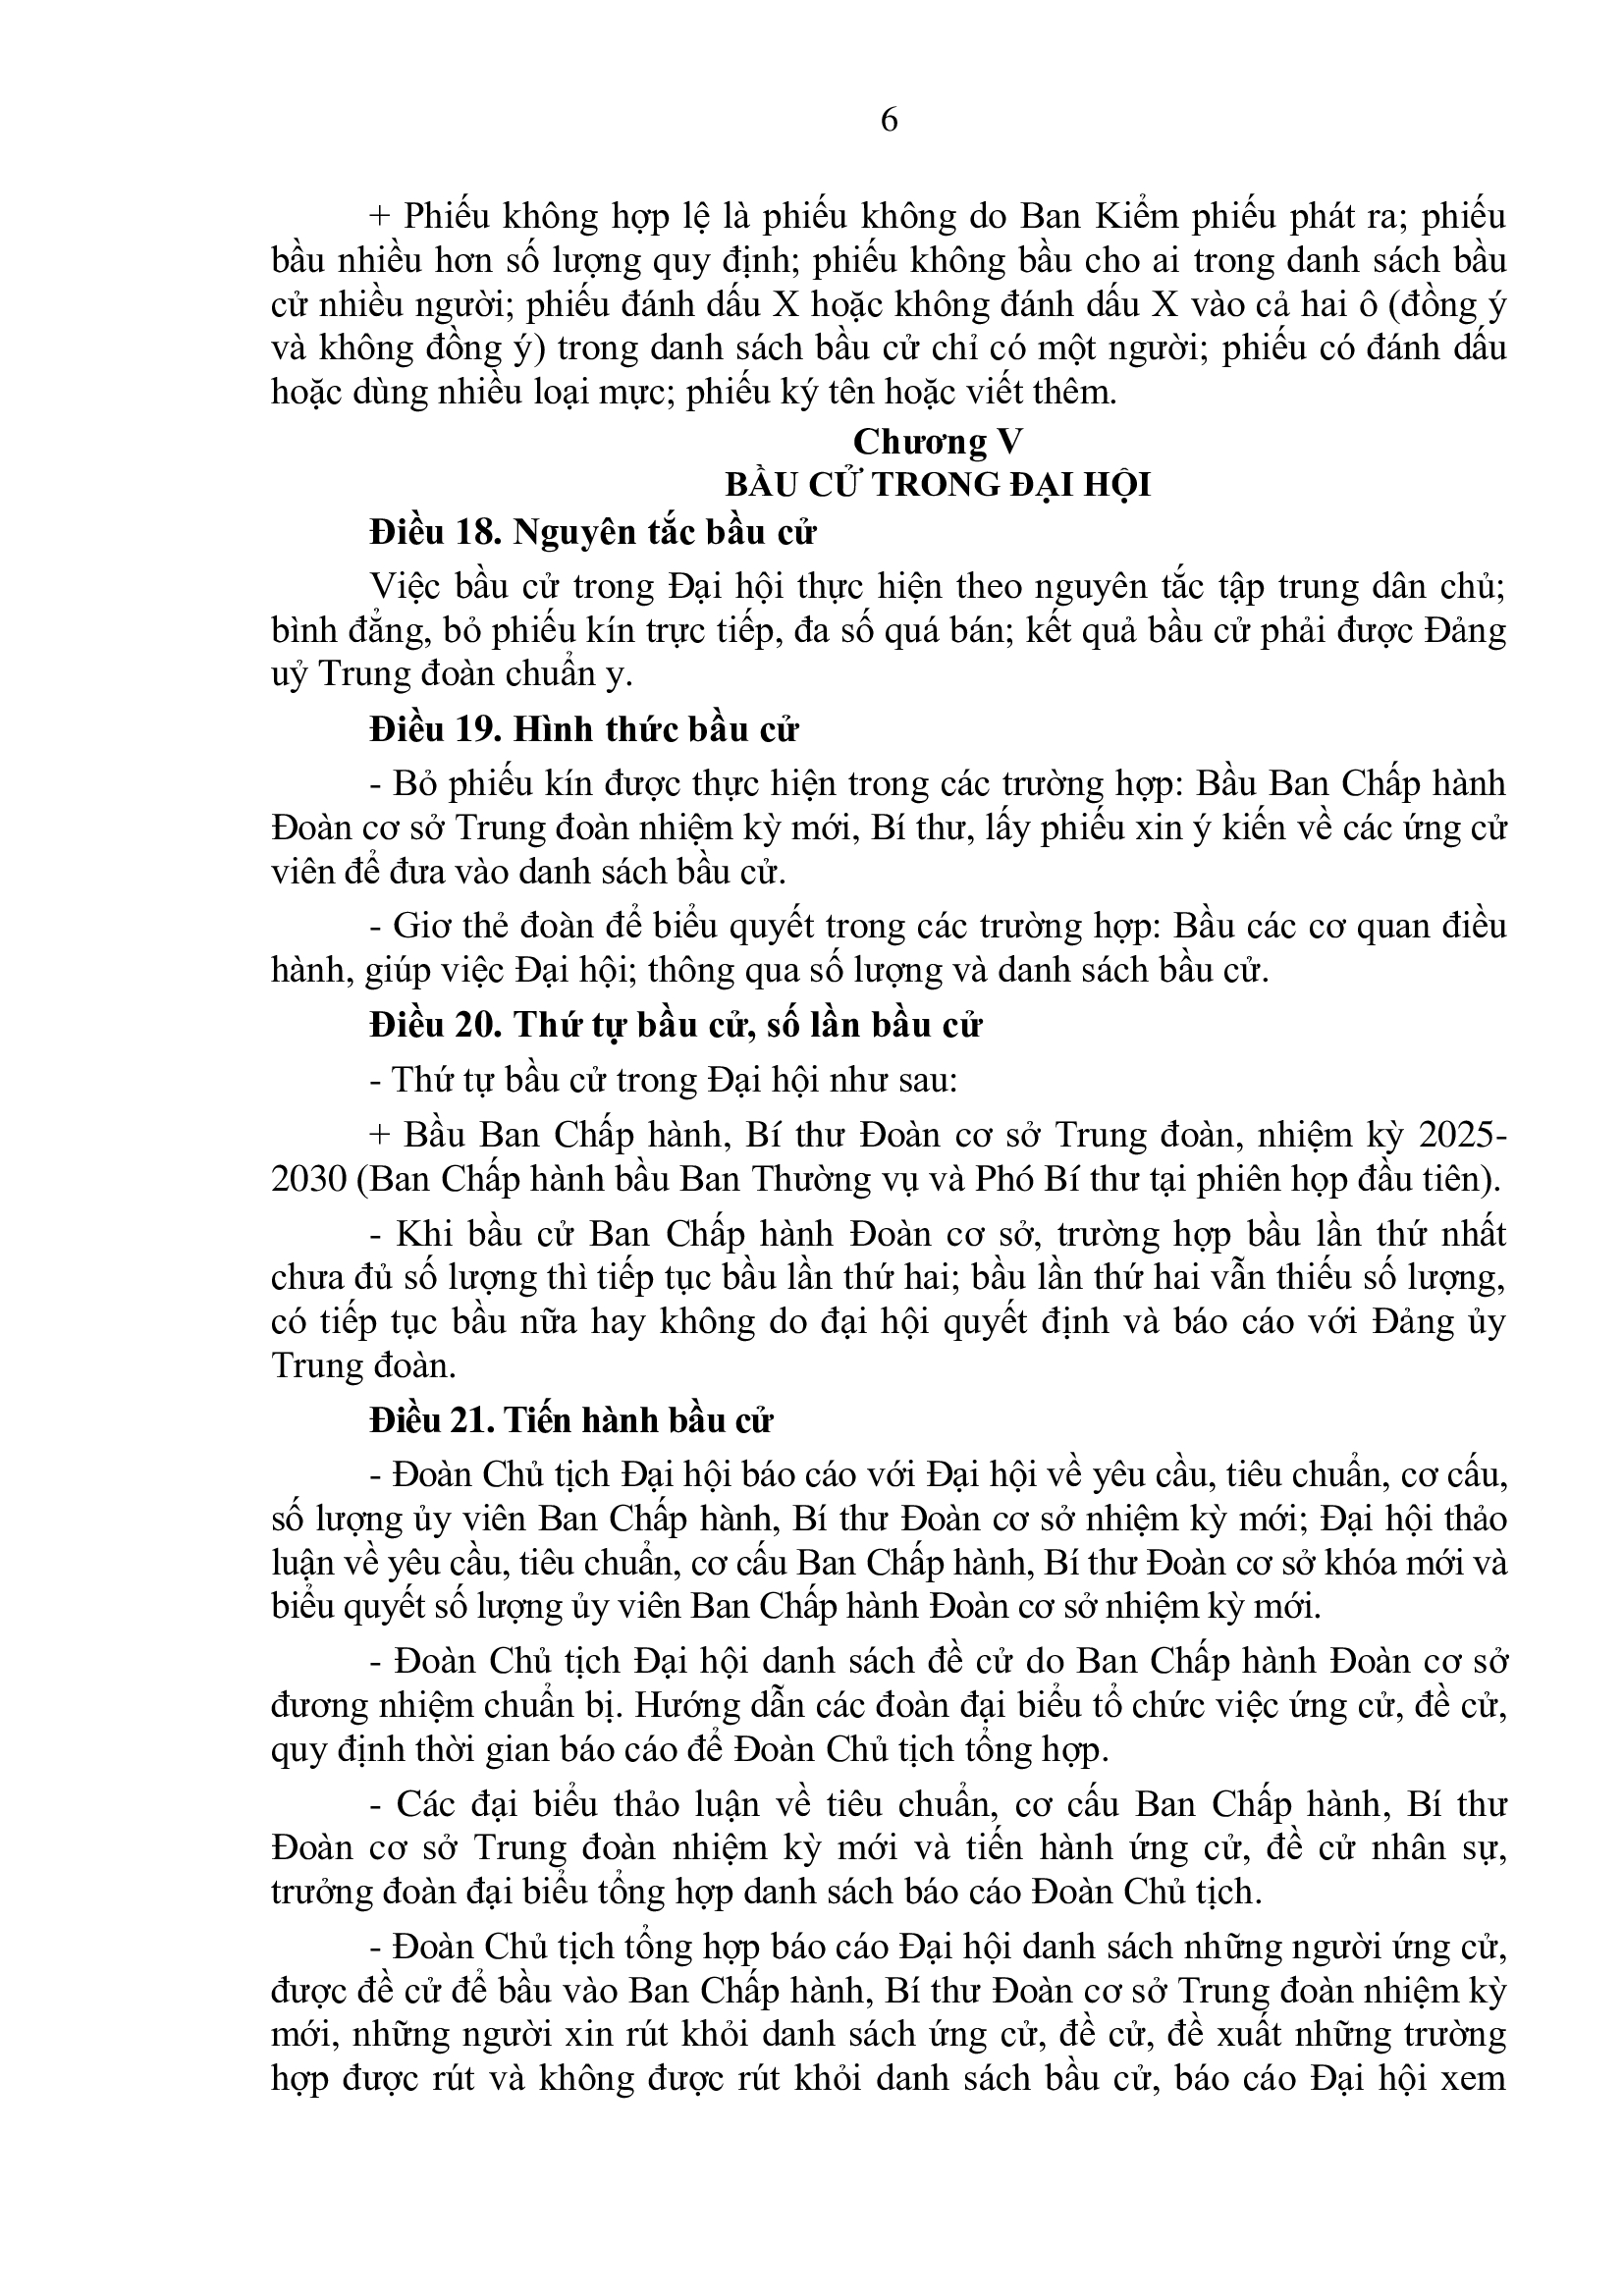 6
+ Phiếu không hợp lệ là phiếu không do Ban Kiểm phiếu phát ra; phiếu
bầu nhiều hơn số lượng quy định; phiếu không bầu cho ai trong danh sách bầu
cử nhiều người; phiếu đánh dấu X hoặc không đánh dấu X vào cả hai ô (đồng ý
và không đồng ý) trong danh sách bầu cử chỉ có một người; phiếu có đánh dấu
hoặc dùng nhiều loại mực; phiếu ký tên hoặc viết thêm.
Chương V
BẦU CỬ TRONG ĐẠI HỘI
Điều 18. Nguyên tắc bầu cử
Việc bầu cử trong Đại hội thực hiện theo nguyên tắc tập trung dân chủ;
bình đẳng, bỏ phiếu kín trực tiếp, đa số quá bán; kết quả bầu cử phải được Đảng
uỷ Trung đoàn chuẩn y.
Điều 19. Hình thức bầu cử
- Bỏ phiếu kín được thực hiện trong các trường hợp: Bầu Ban Chấp hành
Đoàn cơ sở Trung đoàn nhiệm kỳ mới, Bí thư, lấy phiếu xin ý kiến về các ứng cử
viên để đưa vào danh sách bầu cử.
- Giơ thẻ đoàn để biểu quyết trong các trường hợp: Bầu các cơ quan điều
hành, giúp việc Đại hội; thông qua số lượng và danh sách bầu cử.
Điều 20. Thứ tự bầu cử, số lần bầu cử
- Thứ tự bầu cử trong Đại hội như sau:
+ Bầu Ban Chấp hành, Bí thư Đoàn cơ sở Trung đoàn, nhiệm kỳ 2025-
2030 (Ban Chấp hành bầu Ban Thường vụ và Phó Bí thư tại phiên họp đầu tiên).
- Khi bầu cử Ban Chấp hành Đoàn cơ sở, trường hợp bầu lần thứ nhất
chưa đủ số lượng thì tiếp tục bầu lần thứ hai; bầu lần thứ hai vẫn thiếu số lượng,
có tiếp tục bầu nữa hay không do đại hội quyết định và báo cáo với Đảng ủy
Trung đoàn.
Điều 21. Tiến hành bầu cử
- Đoàn Chủ tịch Đại hội báo cáo với Đại hội về yêu cầu, tiêu chuẩn, cơ cấu,
số lượng ủy viên Ban Chấp hành, Bí thư Đoàn cơ sở nhiệm kỳ mới; Đại hội thảo
luận về yêu cầu, tiêu chuẩn, cơ cấu Ban Chấp hành, Bí thư Đoàn cơ sở khóa mới và
biểu quyết số lượng ủy viên Ban Chấp hành Đoàn cơ sở nhiệm kỳ mới.
- Đoàn Chủ tịch Đại hội danh sách đề cử do Ban Chấp hành Đoàn cơ sở
đương nhiệm chuẩn bị. Hướng dẫn các đoàn đại biểu tổ chức việc ứng cử, đề cử,
quy định thời gian báo cáo để Đoàn Chủ tịch tổng hợp.
- Các đại biểu thảo luận về tiêu chuẩn, cơ cấu Ban Chấp hành, Bí thư
Đoàn cơ sở Trung đoàn nhiệm kỳ mới và tiến hành ứng cử, đề cử nhân sự,
trưởng đoàn đại biểu tổng hợp danh sách báo cáo Đoàn Chủ tịch.
- Đoàn Chủ tịch tổng hợp báo cáo Đại hội danh sách những người ứng cử,
được đề cử để bầu vào Ban Chấp hành, Bí thư Đoàn cơ sở Trung đoàn nhiệm kỳ
mới, những người xin rút khỏi danh sách ứng cử, đề cử, đề xuất những trường
hợp được rút và không được rút khỏi danh sách bầu cử, báo cáo Đại hội xem